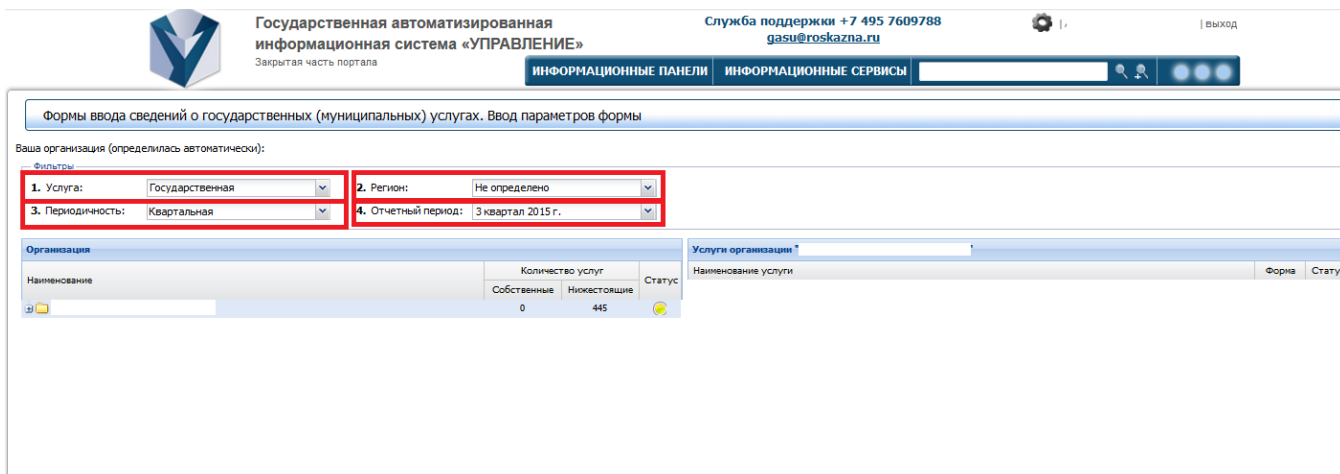 Государственная автоматизированная
информационная система «УПРАВЛЕНИЕ»
Закрытая часть портала
Служба поддержки +7 495 7609788
gasu@roskazna.ru
| выход
ИНФОРМАЦИОННЫЕ ПАНЕЛИ ИНФОРМАЦИОННЫЕ СЕРВИСЫ
Формы ввода сведений о государственных (муниципальных) услугах. Ввод параметров формы
Ваша организация (определилась автоматически):
Фильтры
1. Услуга: Государственная 2. Регион: Не определено
3. Периодичность: Квартальная 4. Отчетный период: 3 квартал 2015 г.
Организация Услуги организации " "
Наименование Количество услуг Статус Наименование услуги Форма Стату
Собственные Нижестоящие
0 445